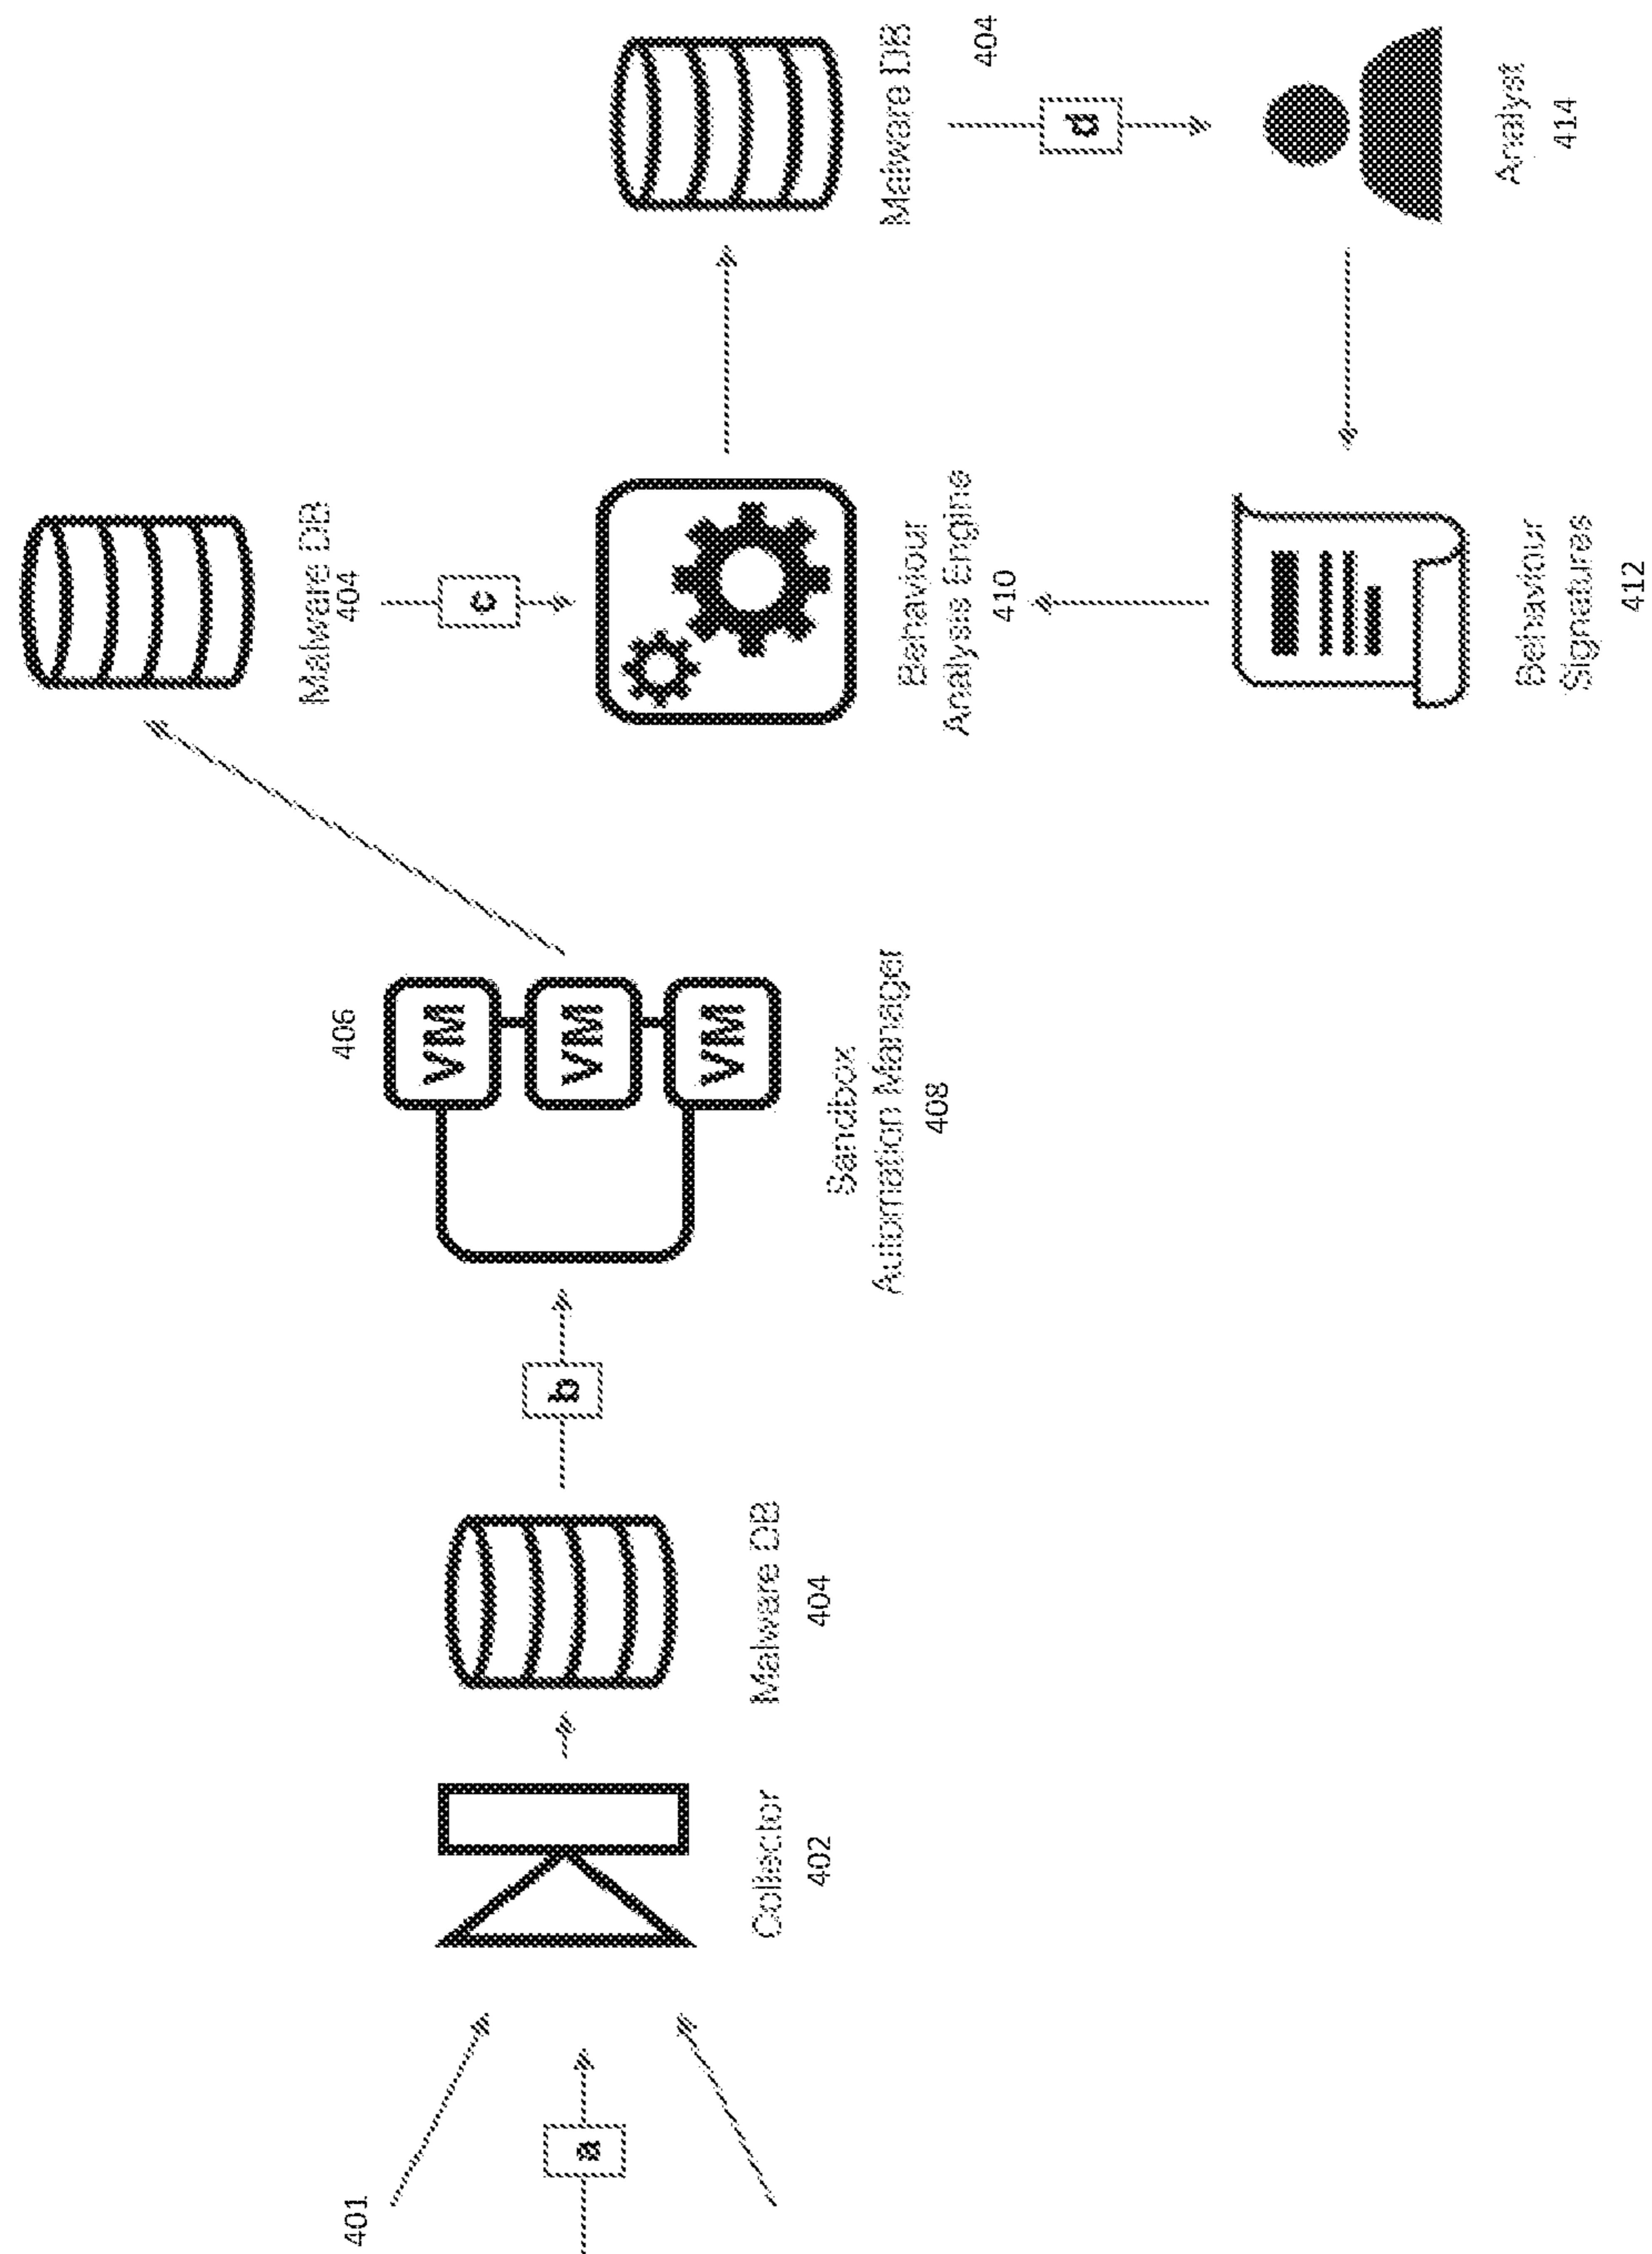 401
a
Collector
402
Malware DB
404
b
406
VM
VM
VM
Sandbox
Automation Manager
408
Malware DB
404
c
Behaviour
Analysis Engine
410
Behaviour
Signatures
412
Malware DB
404
d
Analyst
414